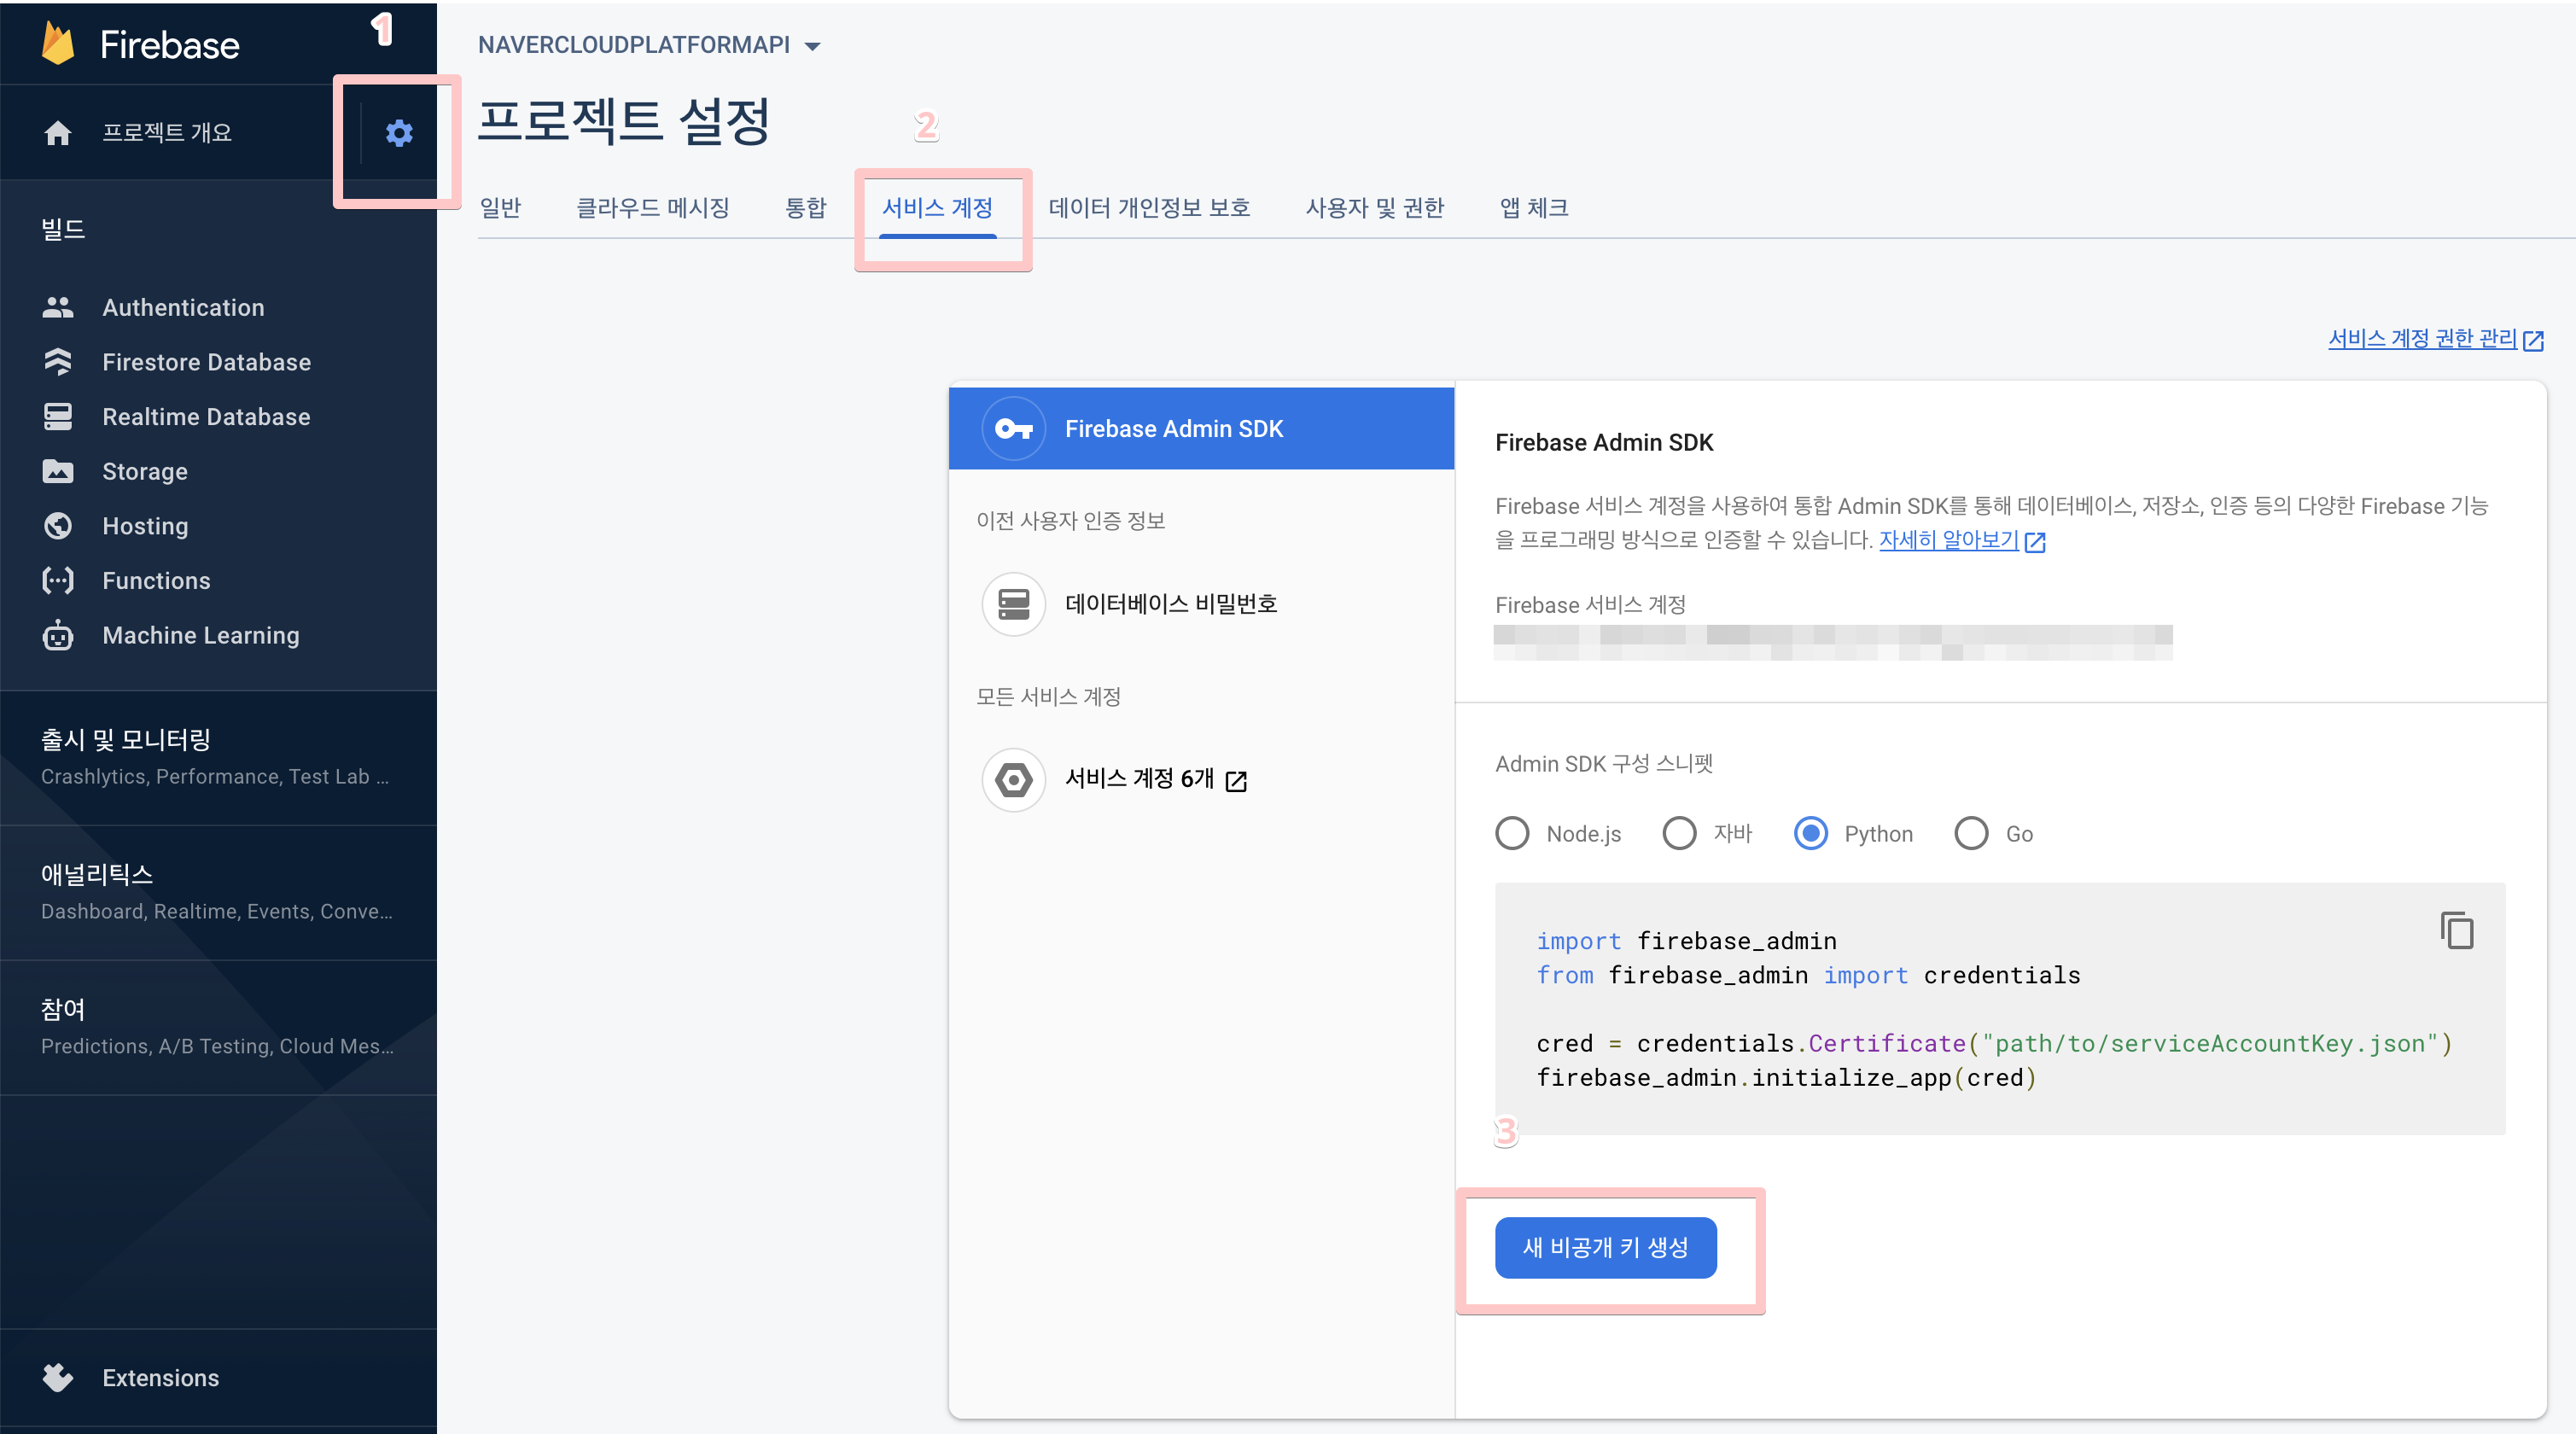 Firebase
1
프로젝트 개요
빌드
Authentication
Firestore Database
Realtime Database
Storage
Hosting
Functions
Machine Learning
출시 및 모니터링
Crashlytics, Performance, Test Lab ...
애널리틱스
Dashboard, Realtime, Events, Conve...
참여
Predictions, A/B Testing, Cloud Mes...
Extensions
NAVERCLOUDPLATFORMAPI
프로젝트 설정
2
일반 클라우드 메시징 통합 서비스 계정 데이터 개인정보 보호 사용자 및 권한 앱 체크
서비스 계정 권한 관리
Firebase Admin SDK
이전 사용자 인증 정보
데이터베이스 비밀번호
모든 서비스 계정
서비스 계정 6개
Firebase Admin SDK
Firebase 서비스 계정을 사용하여 통합 Admin SDK를 통해 데이터베이스, 저장소, 인증 등의 다양한 Firebase 기능
을 프로그래밍 방식으로 인증할 수 있습니다. 자세히 알아보기
Firebase 서비스 계정
Admin SDK 구성 스니펫
Node.js 자바 Python Go
import firebase_admin
from firebase_admin import credentials
cred = credentials.Certificate("path/to/serviceAccountKey.json")
firebase_admin.initialize_app(cred)
3
새 비공개 키 생성